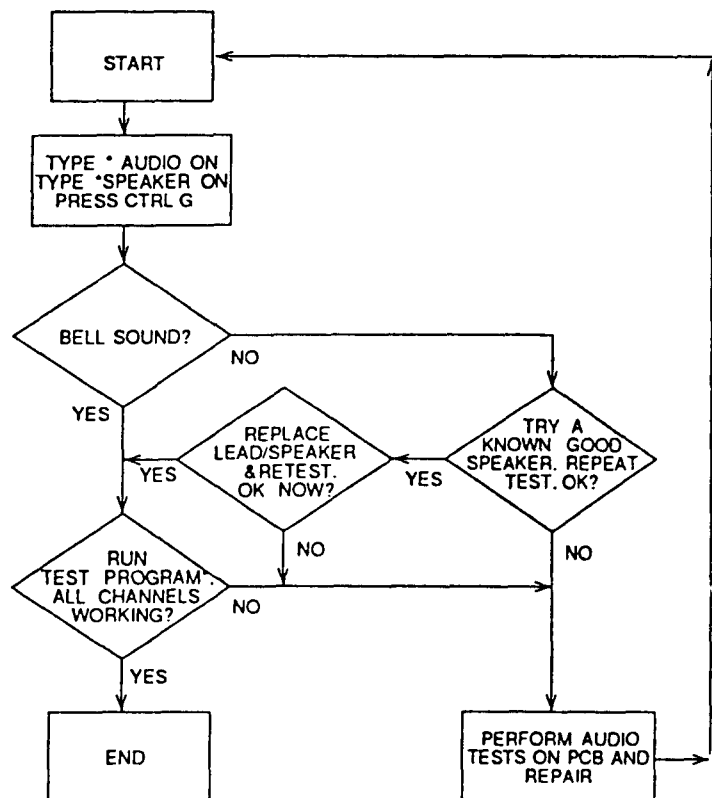 START
TYPE * AUDIO ON
TYPE *SPEAKER ON
PRESS CTRL G
BELL SOUND?
NO
YES
TRY A
KNOWN GOOD
SPEAKER. REPEAT
TEST. OK?
YES
NO
REPLACE
LEAD/SPEAKER
& RETEST.
OK NOW?
YES
NO
RUN
"TEST PROGRAM".
ALL CHANNELS
WORKING?
NO
YES
END
PERFORM AUDIO
TESTS ON PCB AND
REPAIR